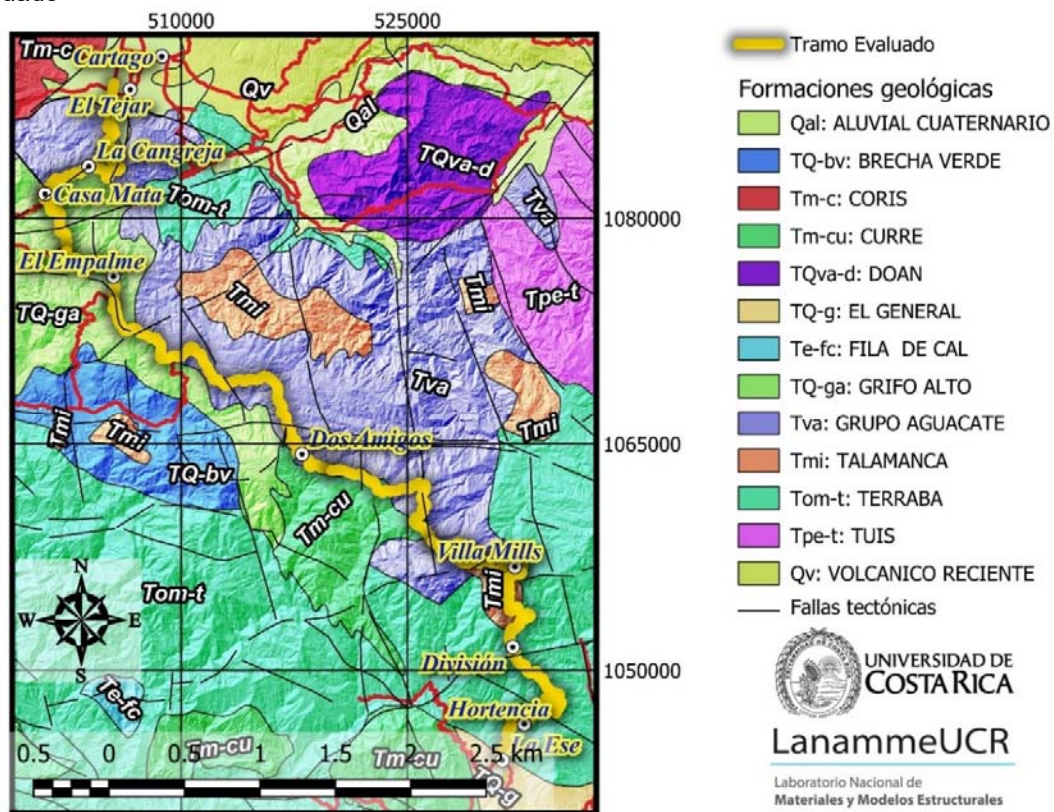 510000 525000
Tm-c
Cartago
Qv
El Tejar
Qal
La Cangreja
TQva-d
Casa Mata
Tom-t
Tva
1080000
El Empalme
Tmi
Tmi
Tpe-t
TQ-ga
Tva
Tmi
Tmi
Tmi
Dos Amigos
1065000
TQ-bv
Tm-cu
Villa Mills
N
Tmi
Tom-t
W E
S
División
1050000
Te-fc
Hortencia
Tm-cu
Tm-cu
La Ese
TQ-g
0.5 0 0.5 1 1.5 2 2.5 km
Tramo Evaluado
Formaciones geológicas
Qal: ALUVIAL CUATERNARIO
TQ-bv: BRECHA VERDE
Tm-c: CORIS
Tm-cu: CURRE
TQva-d: DOAN
TQ-g: EL GENERAL
Te-fc: FILA DE CAL
TQ-ga: GRIFO ALTO
Tva: GRUPO AGUACATE
Tmi: TALAMANCA
Tom-t: TERRABA
Tpe-t: TUIS
Qv: VOLCANICO RECIENTE
Fallas tectónicas
UNIVERSIDAD DE
COSTA RICA
LanammeUCR
Laboratorio Nacional de
Materiales y Modelos Estructurales